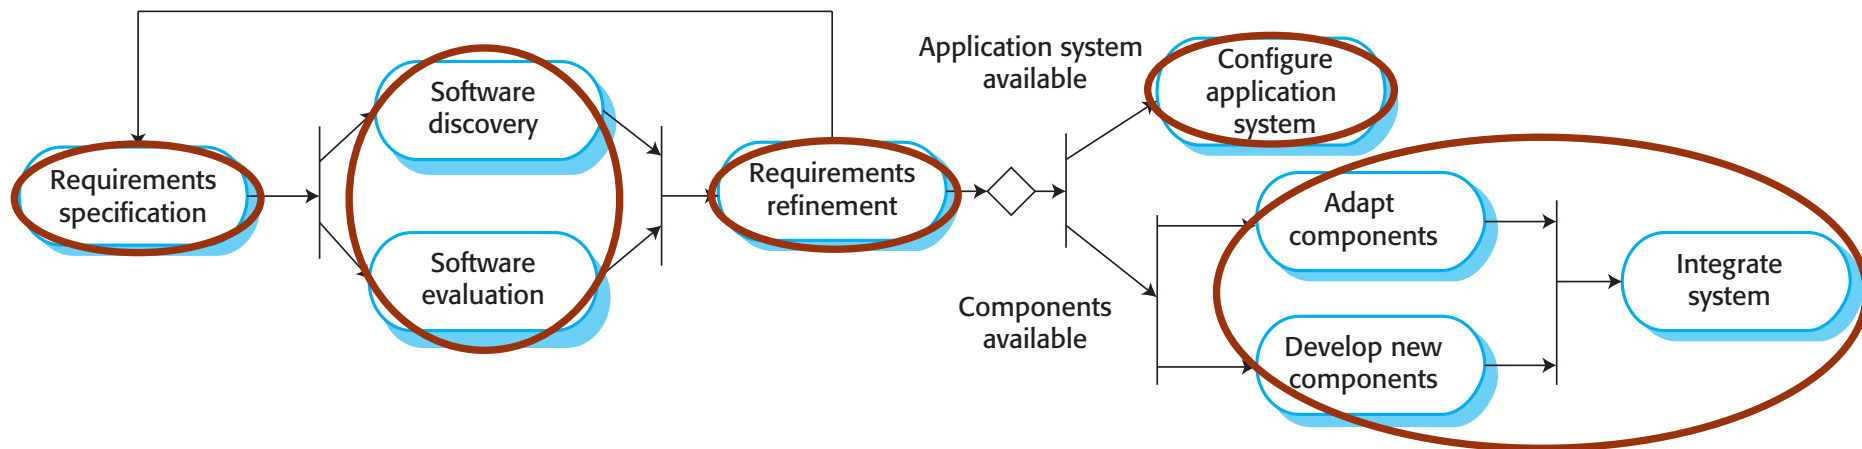 Requirements
specification
Software
discovery
Software
evaluation
Requirements
refinement
Application system
available
Configure
application
system
Components
available
Adapt
components
Develop new
components
Integrate
system